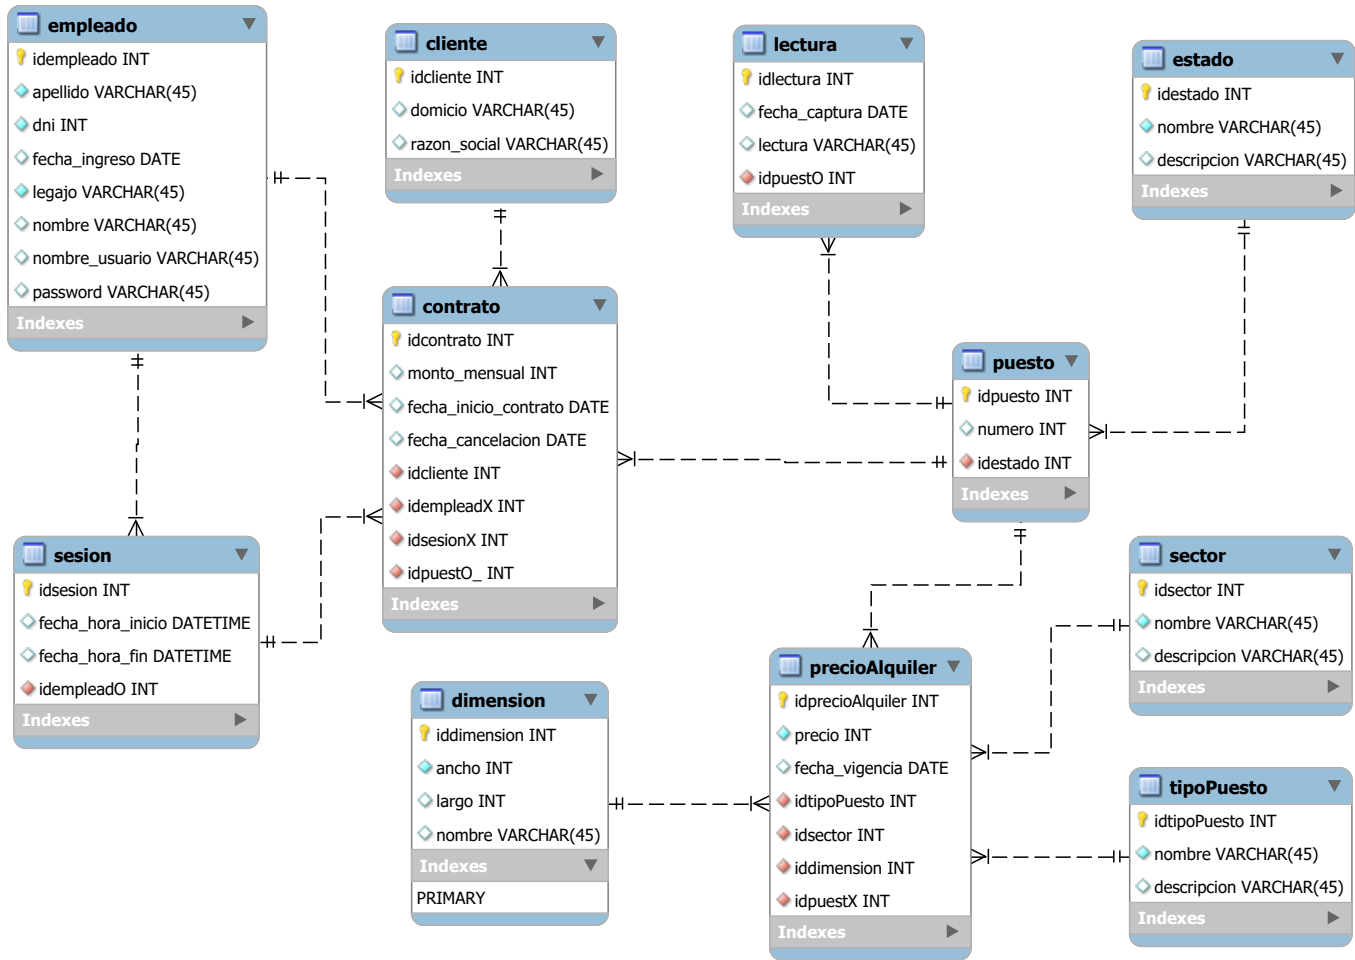 empleado
idempleado INT
apellido VARCHAR(45)
dni INT
fecha_ingreso DATE
legajo VARCHAR(45)
nombre VARCHAR(45)
nombre_usuario VARCHAR(45)
password VARCHAR(45)
Indexes
cliente
idcliente INT
domicio VARCHAR(45)
razon_social VARCHAR(45)
Indexes
lectura
idlectura INT
fecha_captura DATE
lectura VARCHAR(45)
idpuestO INT
Indexes
estado
idestado INT
nombre VARCHAR(45)
descripcion VARCHAR(45)
Indexes
contrato
idcontrato INT
monto_mensual INT
fecha_inicio_contrato DATE
fecha_cancelacion DATE
idcliente INT
idempleadX INT
idsesionX INT
idpuestO_ INT
Indexes
puesto
idpuesto INT
numero INT
idestado INT
Indexes
sesion
idsesion INT
fecha_hora_inicio DATETIME
fecha_hora_fin DATETIME
idempleadO INT
Indexes
sector
idsector INT
nombre VARCHAR(45)
descripcion VARCHAR(45)
Indexes
dimension
iddimension INT
ancho INT
largo INT
nombre VARCHAR(45)
Indexes
PRIMARY
precioAlquiler
idprecioAlquiler INT
precio INT
fecha_vigencia DATE
idtipoPuesto INT
idsector INT
iddimension INT
idpuestX INT
Indexes
tipoPuesto
idtipoPuesto INT
nombre VARCHAR(45)
descripcion VARCHAR(45)
Indexes